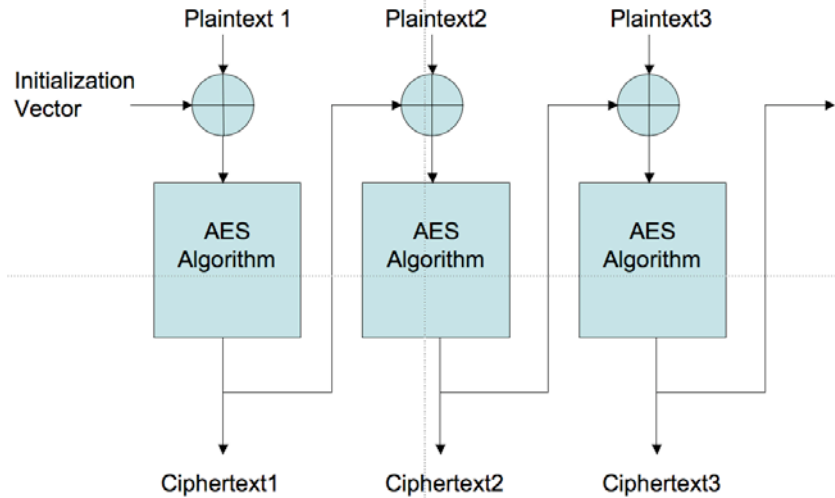 Plaintext 1
Plaintext2
Plaintext3
Initialization
Vector
AES
Algorithm
AES
Algorithm
AES
Algorithm
Ciphertext1
Ciphertext2
Ciphertext3